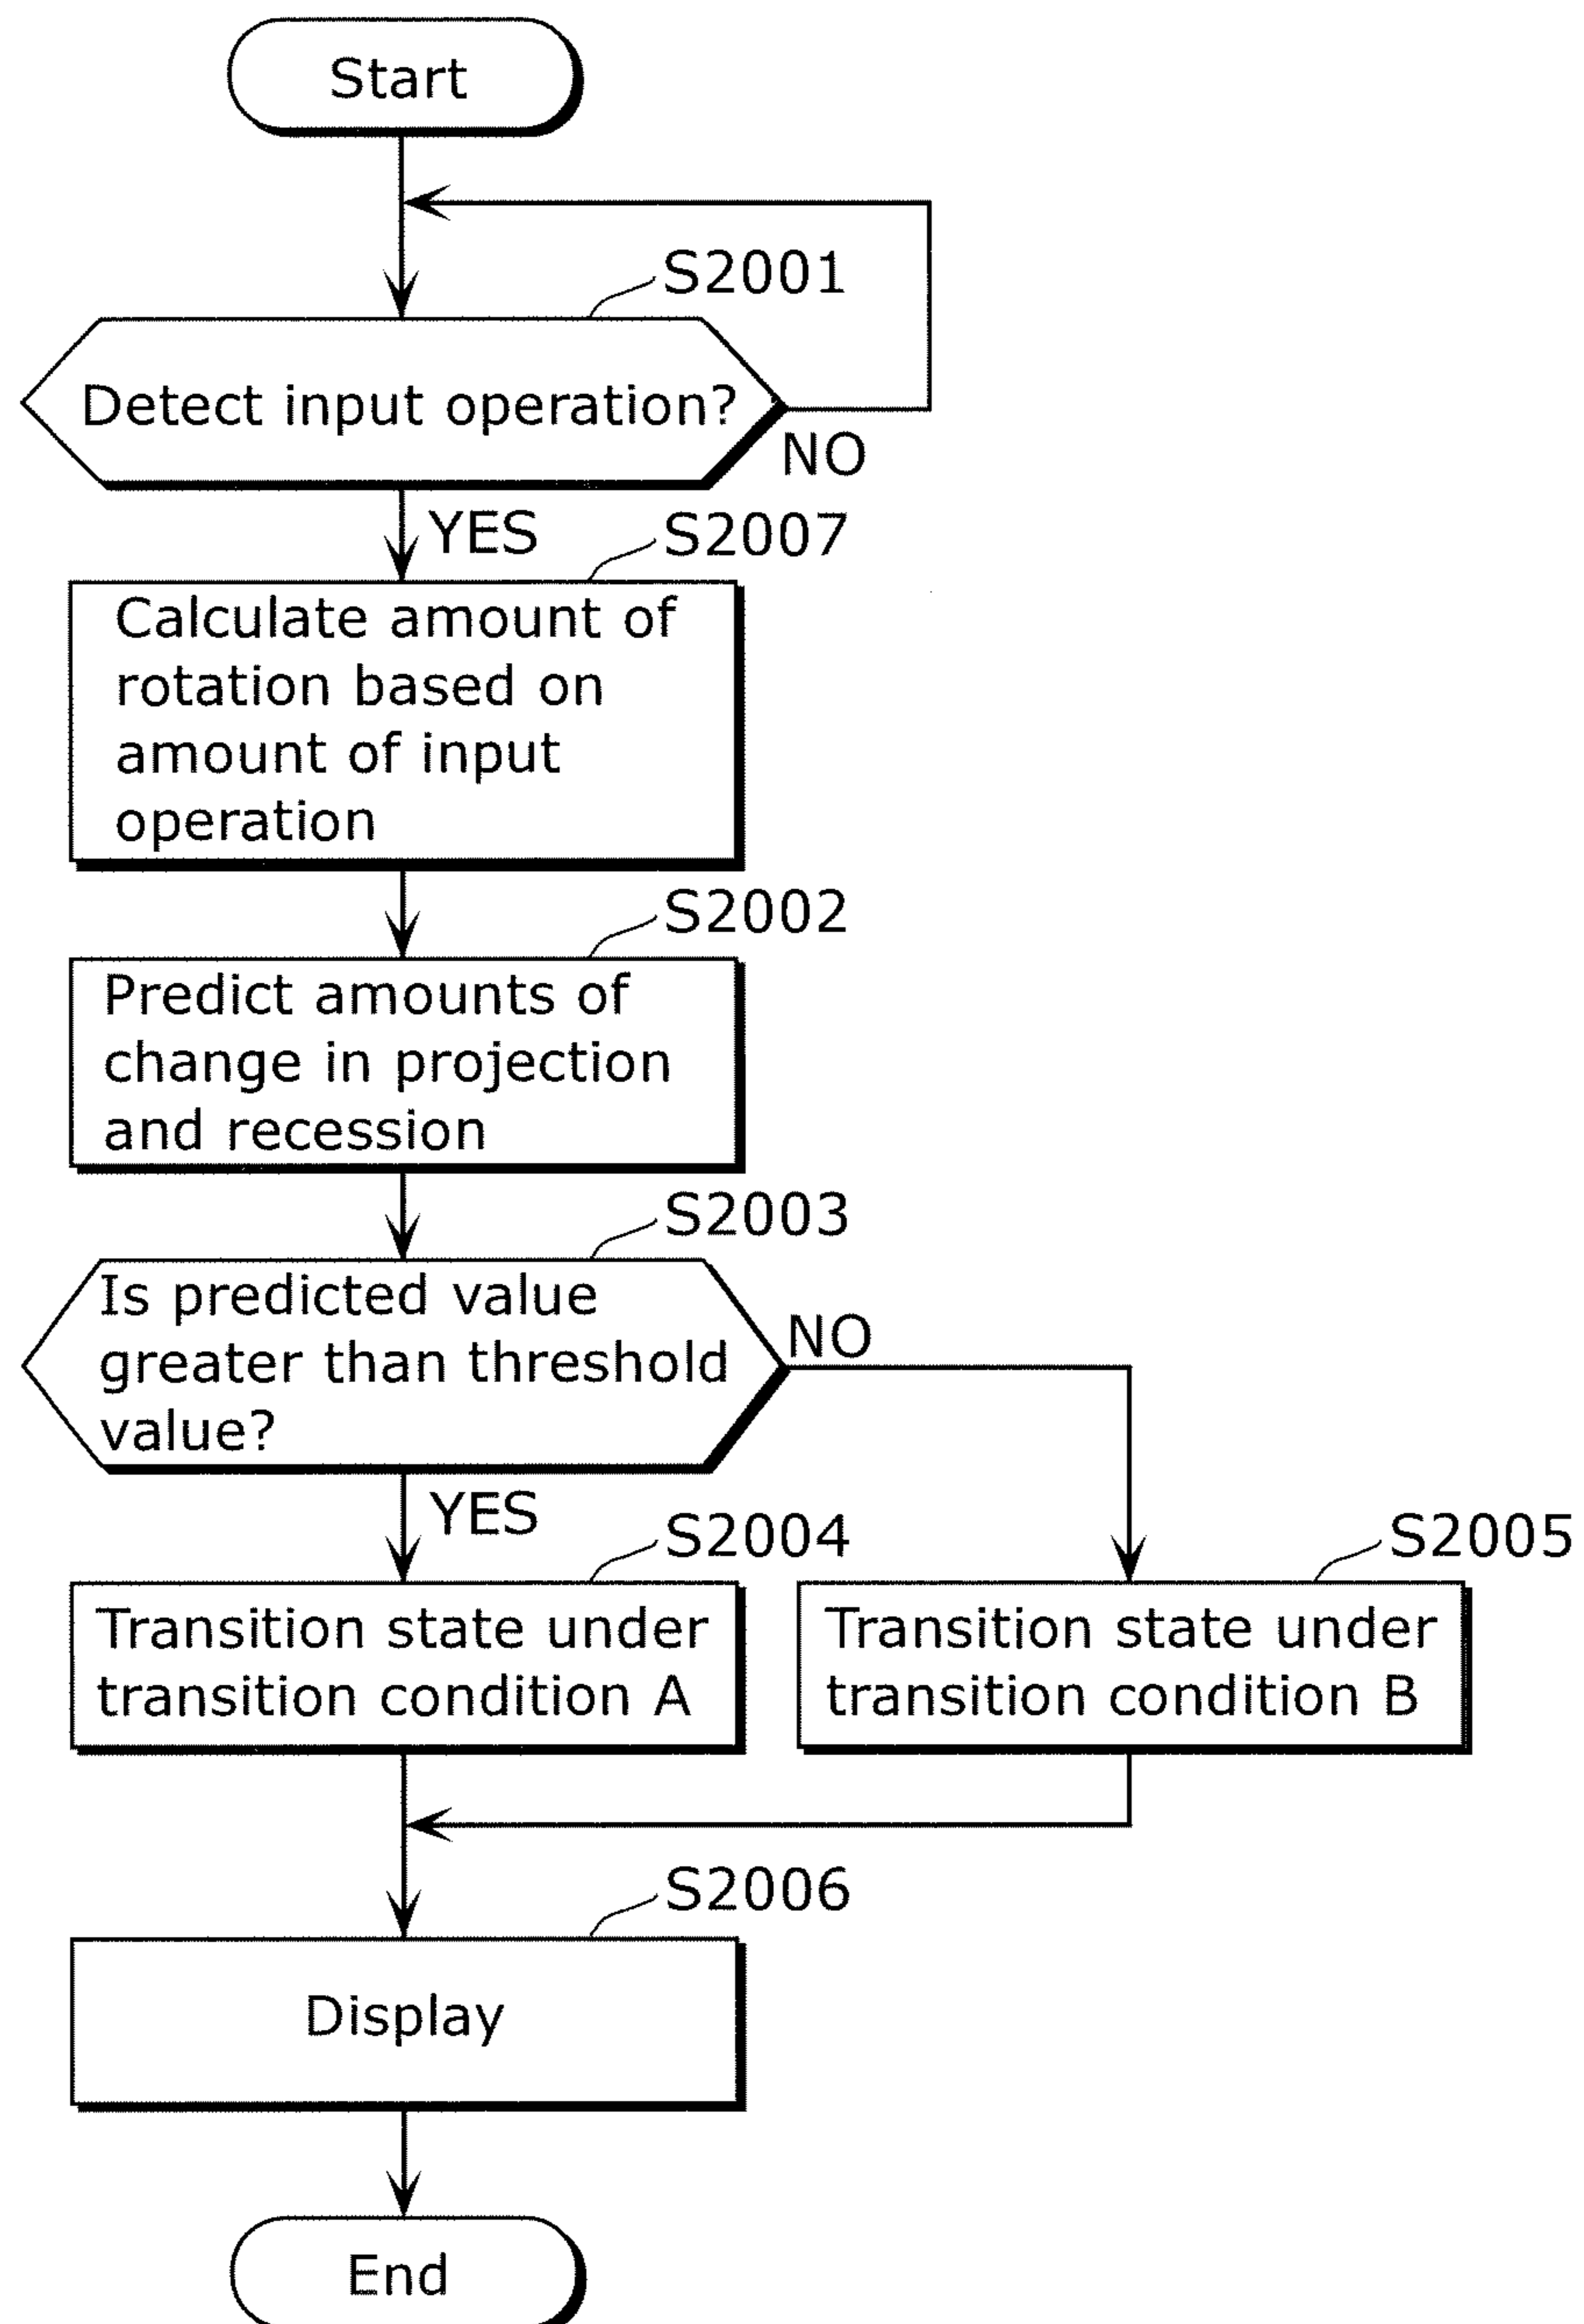 Start
S2001
Detect input operation?
NO
YES
S2007
Calculate amount of
rotation based on
amount of input
operation
S2002
Predict amounts of
change in projection
and recession
S2003
Is predicted value
greater than threshold
value?
NO
YES
S2004
Transition state under
transition condition A
S2005
Transition state under
transition condition B
S2006
Display
End